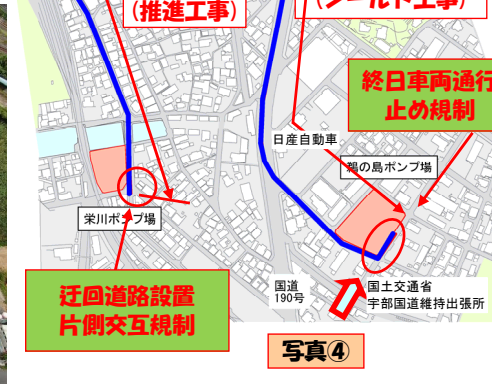 (推進工事)
(シールド工事)
終日車両通行
止め規制
日産自動車
鵜の島ポンプ場
栄川ポンプ場
迂回道路設置
片側交互規制
国道
190号
国土交通省
宇部国道維持出張所
写真④